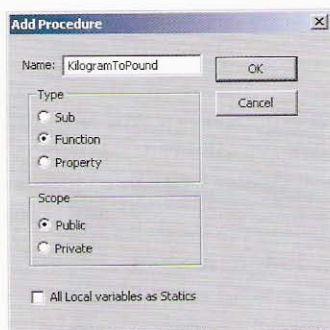 Add Procedure
Name: KilogramToPound
OK
Cancel
Type
Sub
Function
Property
Scope
Public
Private
All Local variables as Statics